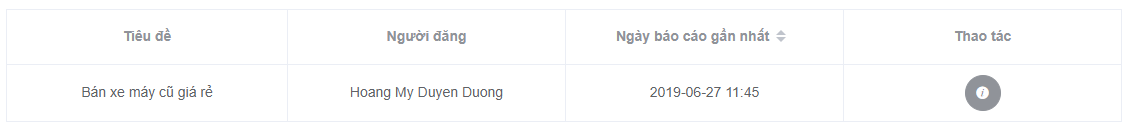 Tiêu đề Người đăng Ngày báo cáo gần nhất Thao tác
Bán xe máy cũ giá rẻ Hoang My Duyen Duong 2019-06-27 11:45